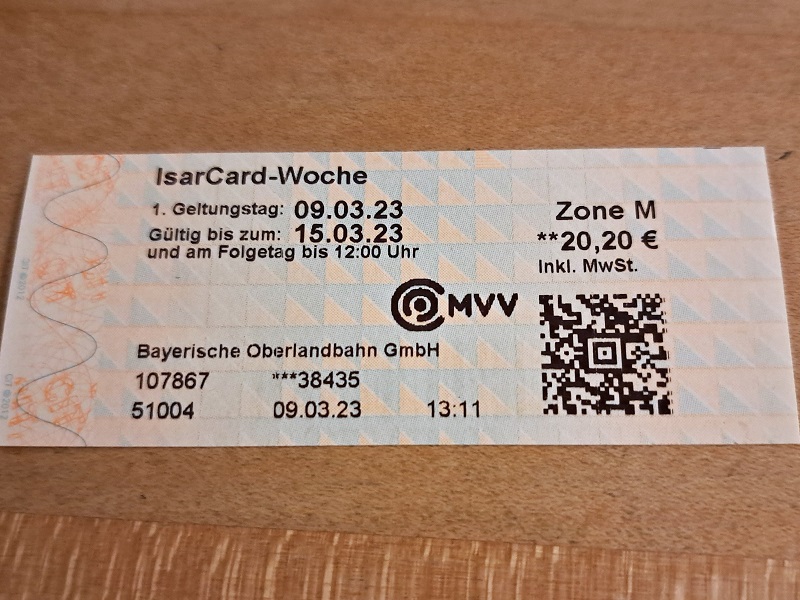 IsarCard-Woche
1. Geltungstag: 09.03.23
Gültig bis zum: 15.03.23
und am Folgetag bis 12:00 Uhr
Zone M
**20,20 €
Inkl. MwSt.
MVV
Bayerische Oberlandbahn GmbH
107867 ***38435
51004 09.03.23 13:11